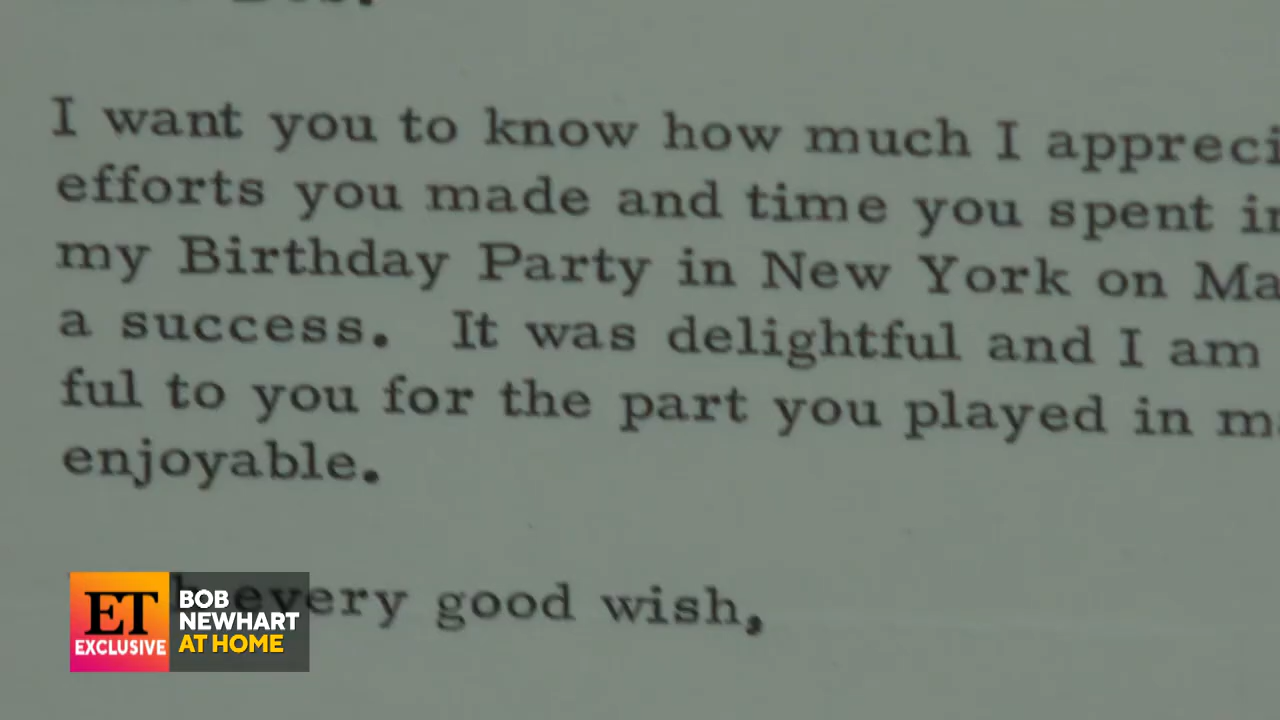 I want you to know how much I appreci
efforts you made and time you spent in
my Birthday Party in New York on Ma
a success. It was delightful and I am
ful to you for the part you played in m
enjoyable.
every good wish,
ET
EXCLUSIVE
BOB
NEWHART
AT HOME